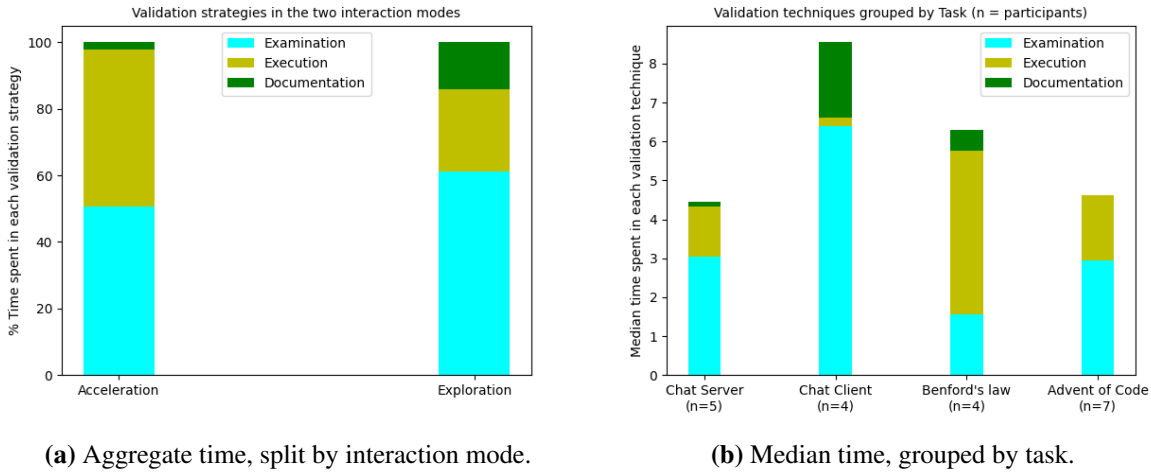 Validation strategies in the two interaction modes
% Time spent in each validation strategy
100
80
60
40
20
0
Examination
Execution
Documentation
Acceleration
Exploration
(a) Aggregate time, split by interaction mode.
Validation techniques grouped by Task (n = participants)
Median time spent in each validation technique
8
7
6
5
4
3
2
1
0
Examination
Execution
Documentation
Chat Server
(n=5)
Chat Client
(n=4)
Benford's law
(n=4)
Advent of Code
(n=7)
(b) Median time, grouped by task.